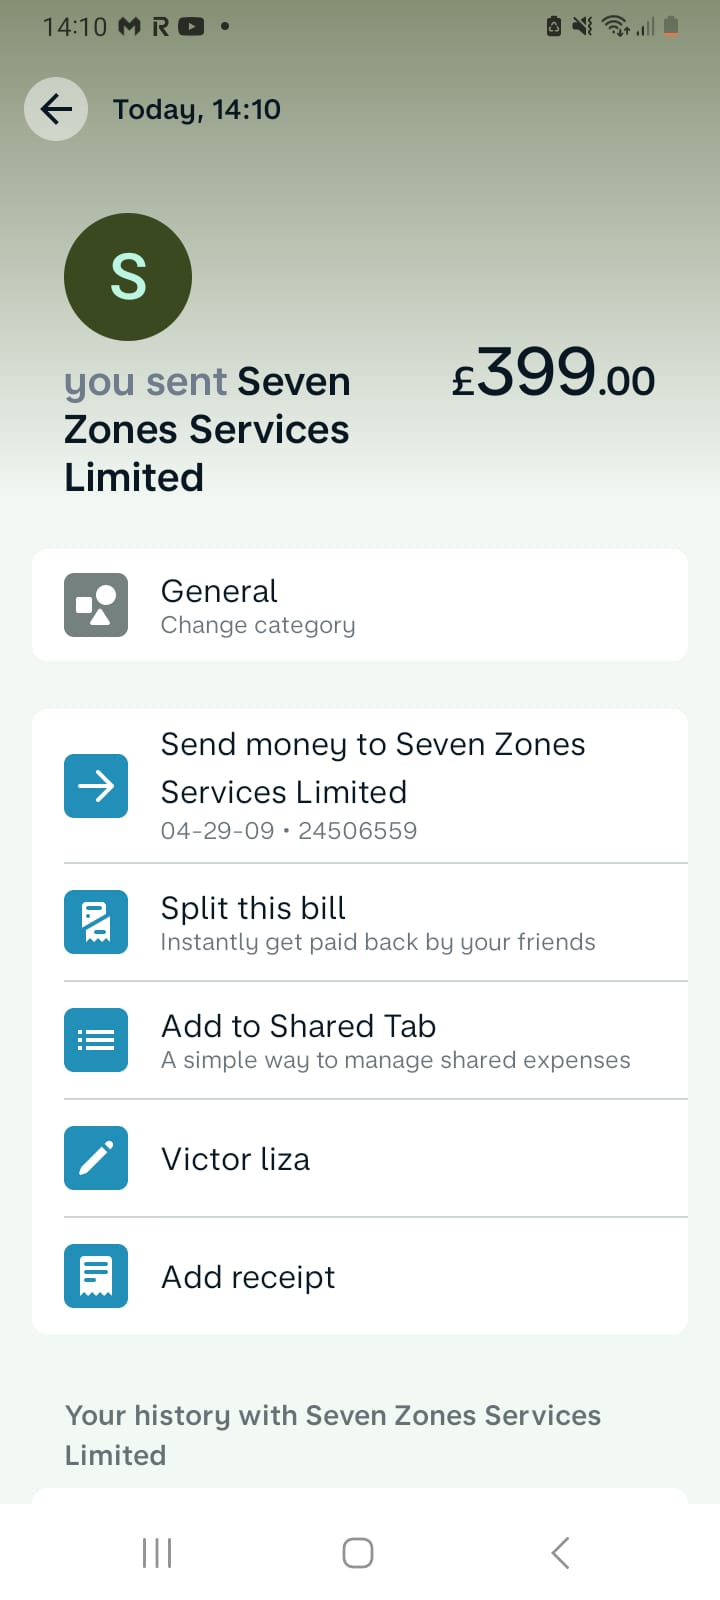 14:10
Today, 14:10
S
you sent Seven
Zones Services
Limited
£399.00
General
Change category
Send money to Seven Zones
Services Limited
04-29-09 • 24506559
Split this bill
Instantly get paid back by your friends
Add to Shared Tab
A simple way to manage shared expenses
Victor liza
Add receipt
Your history with Seven Zones Services
Limited